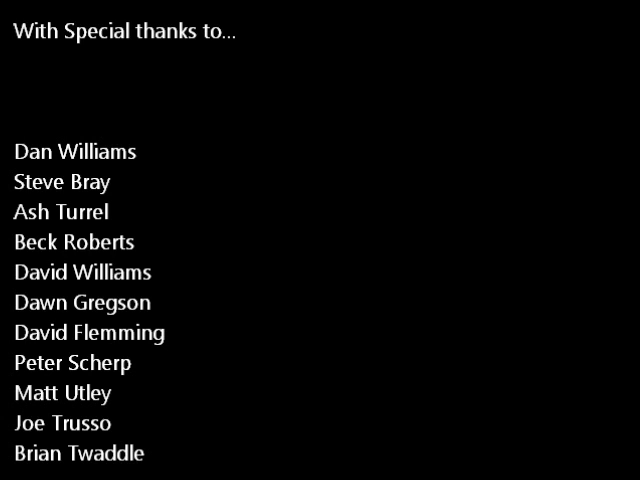 With Special thanks to...
Dan Williams
Steve Bray
Ash Turrel
Beck Roberts
David Williams
Dawn Gregson
David Flemming
Peter Scherp
Matt Utley
Joe Trusso
Brian Twaddle